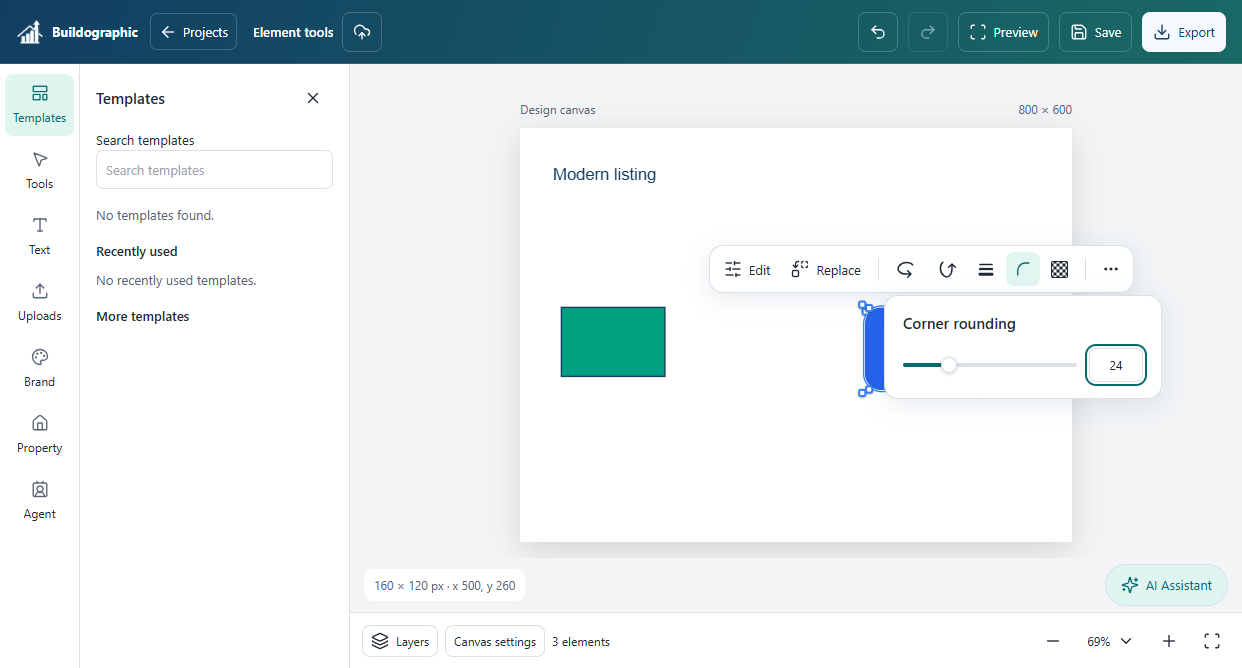 Buildographic
Projects
Element tools
Preview
Save
Export
Templates
Tools
Text
Uploads
Brand
Property
Agent
Templates
Search templates
Search templates
No templates found.
Recently used
No recently used templates.
More templates
Design canvas
800 × 600
Modern listing
Edit
Replace
Corner rounding
24
160 × 120 px · x 500, y 260
AI Assistant
Layers
Canvas settings
3 elements
69%